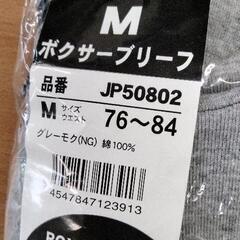 M
ボクサーブリーフ
品番 JP50802
M サイズ ウエスト 76～84
グレーモク(NG) 綿100%
4547847123913